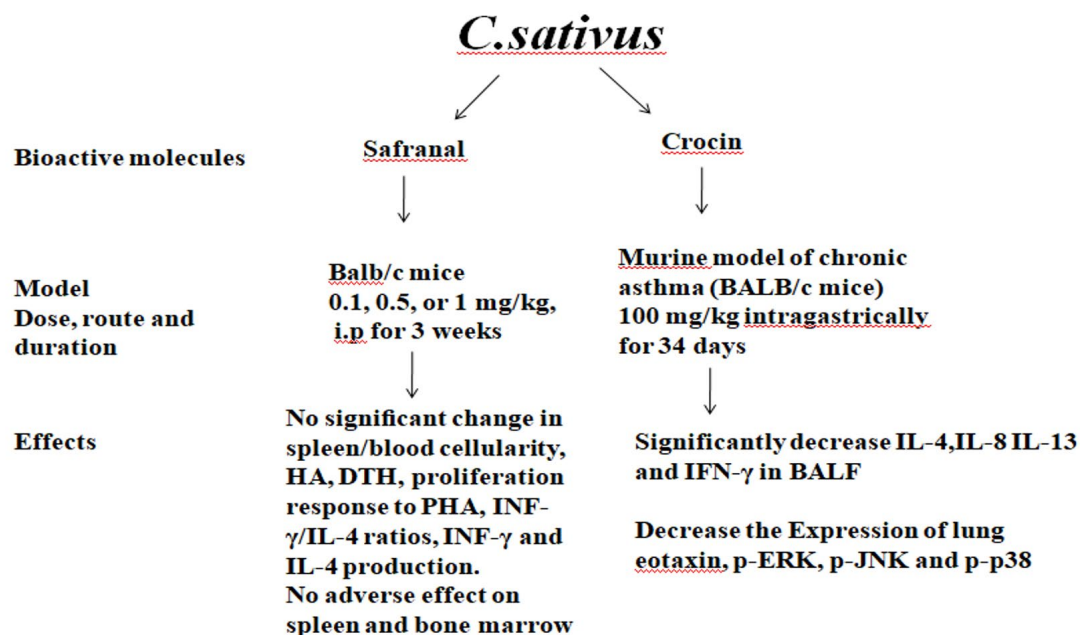 C.sativus
Bioactive molecules
Safranal
Crocin
Model
Dose, route and
duration
Balb/c mice
0.1, 0.5, or 1 mg/kg,
i.p for 3 weeks
Murine model of chronic
asthma (BALB/c mice)
100 mg/kg intragastrically
for 34 days
Effects
No significant change in
spleen/blood cellularity,
HA, DTH, proliferation
response to PHA, INF-
γ/IL-4 ratios, INF-γ and
IL-4 production.
No adverse effect on
spleen and bone marrow
Significantly decrease IL-4,IL-8 IL-13
and IFN-γ in BALF
Decrease the Expression of lung
eotaxin, p-ERK, p-JNK and p-p38